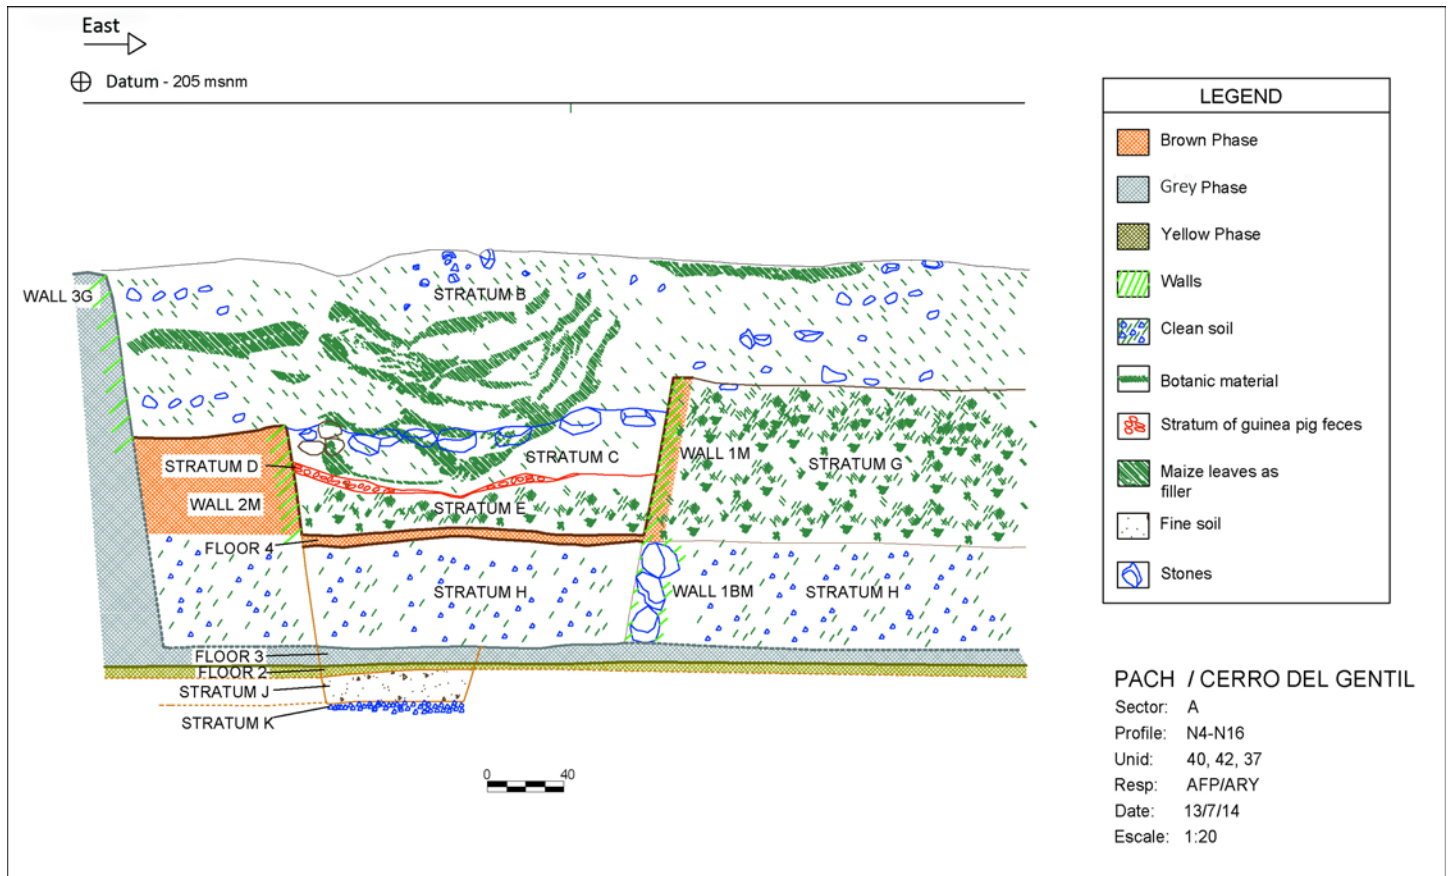 East
Datum - 205 msnm
WALL 3G
STRATUM B
STRATUM D
STRATUM C
WALL 1M
STRATUM G
WALL 2M
STRATUM E
FLOOR 4
STRATUM H
WALL 1BM
STRATUM H
FLOOR 3
FLOOR 2
STRATUM J
STRATUM K
0 40
LEGEND
Brown Phase
Grey Phase
Yellow Phase
Walls
Clean soil
Botanic material
Stratum of guinea pig feces
Maize leaves as
filler
Fine soil
Stones
PACH / CERRO DEL GENTIL
Sector: A
Profile: N4-N16
Unid: 40, 42, 37
Resp: AFP/ARY
Date: 13/7/14
Escale: 1:20